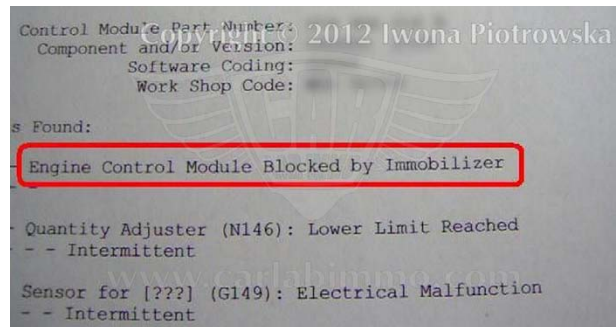 Copyright © 2012 Iwona Piotrowska
Control Module Part Number:
Component and/or Version:
Software Coding:
Work Shop Code:
s Found:
Engine Control Module Blocked by Immobilizer
- -
- Quantity Adjuster (N146): Lower Limit Reached
- - - Intermittent
www.carlabimmo.com
Sensor for [???] (G149): Electrical Malfunction
- - Intermittent